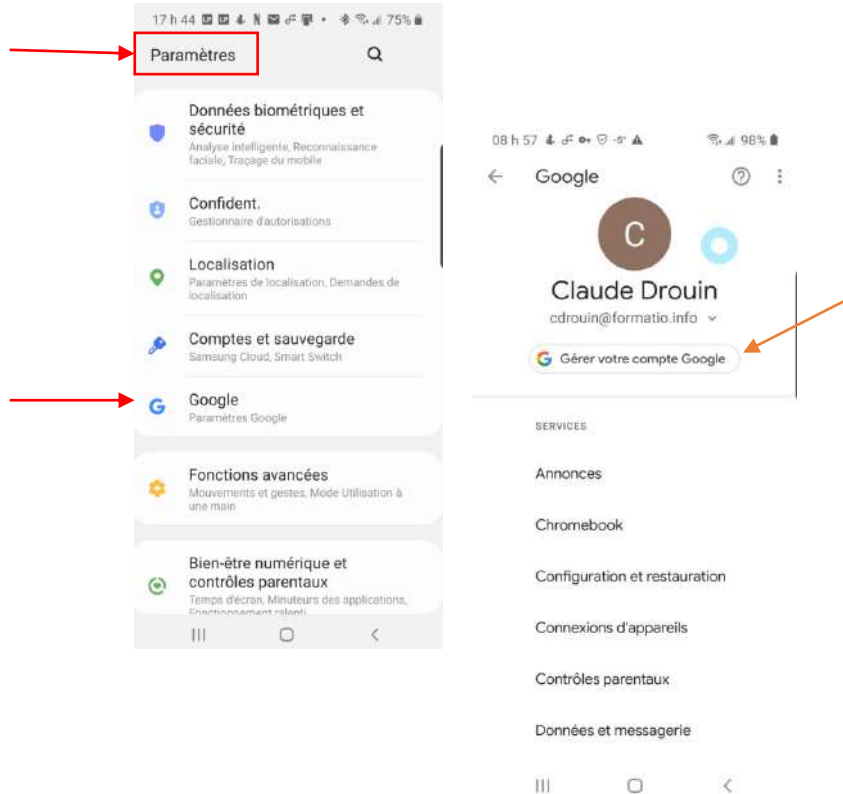 17 h 44 75%
Paramètres
Données biométriques et
sécurité
Analyse intelligente, Reconnaissance
faciale, Traçage du mobile
Confident.
Gestionnaire d'autorisations
Localisation
Paramètres de localisation, Demandes de
localisation
Comptes et sauvegarde
Samsung Cloud, Smart Switch
Google
Paramètres Google
Fonctions avancées
Mouvements et gestes, Mode Utilisation à
une main
Bien-être numérique et
contrôles parentaux
Temps d'écran, Minuteurs des applications,
Fonctionnement ralenti
08 h 57 -5° 98%
Google
C
Claude Drouin
cdrouin@formatio.info
G Gérer votre compte Google
SERVICES
Annonces
Chromebook
Configuration et restauration
Connexions d'appareils
Contrôles parentaux
Données et messagerie